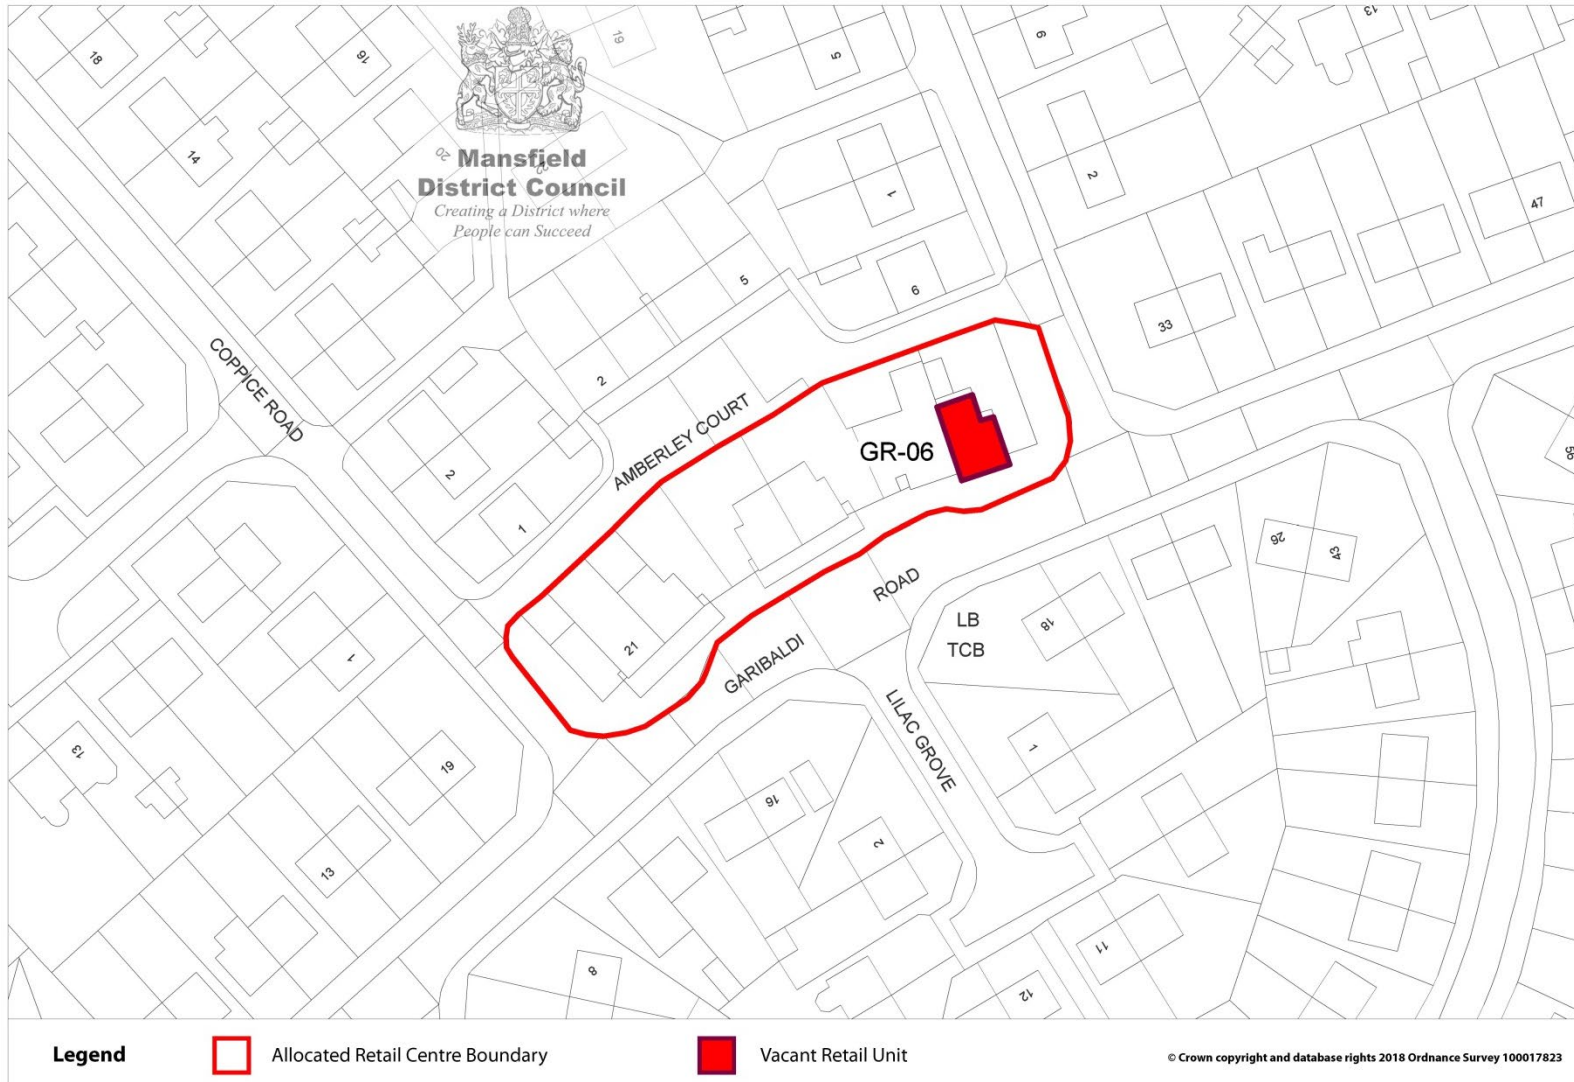 18
16
19
5
6
13
14
20
22
Mansfield
District Council
Creating a District where
People can Succeed
1
2
47
5
6
33
2
COPPICE ROAD
AMBERLEY COURT
2
1
GR-06
56
26
43
ROAD
LB
TCB
18
21
1
GARIBALDI
LILAC GROVE
13
19
1
16
2
13
8
11
12
Legend
Allocated Retail Centre Boundary
Vacant Retail Unit
© Crown copyright and database rights 2018 Ordnance Survey 100017823